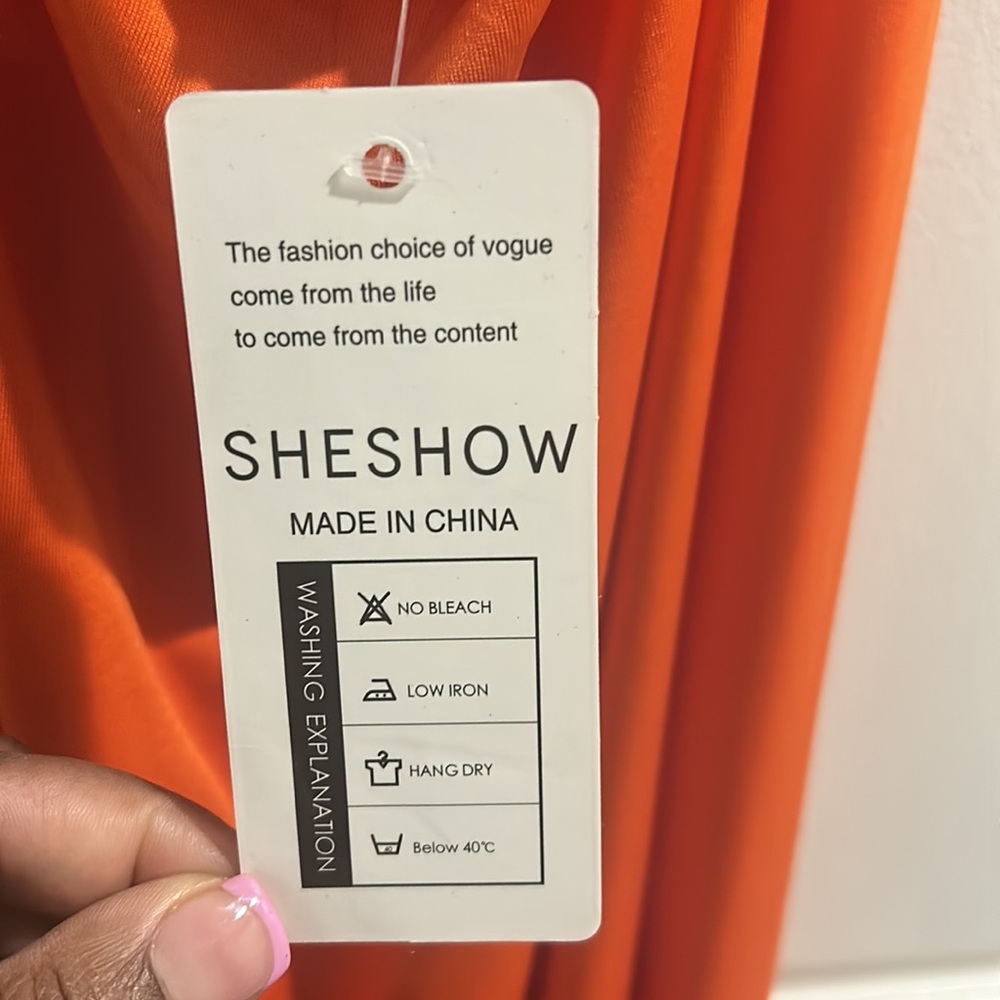 The fashion choice of vogue
come from the life
to come from the content
SHESHOW
MADE IN CHINA
WASHING EXPLANATION
NO BLEACH
LOW IRON
HANG DRY
40
Below 40℃